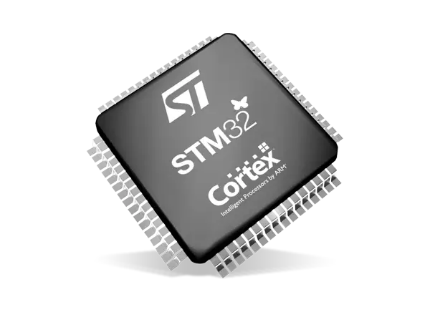 ST
STM32
Cortex
Intelligent Processors by ARM®